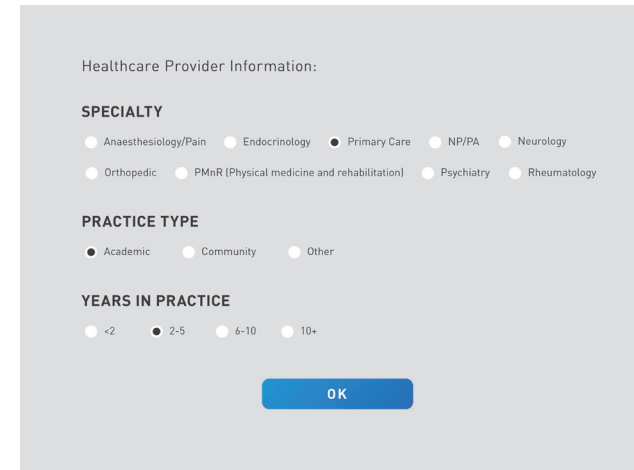 Healthcare Provider Information:
SPECIALTY
Anaesthesiology/Pain Endocrinology Primary Care NP/PA Neurology
Orthopedic PMnR (Physical medicine and rehabilitation) Psychiatry Rheumatology
PRACTICE TYPE
Academic Community Other
YEARS IN PRACTICE
<2 2-5 6-10 10+
OK